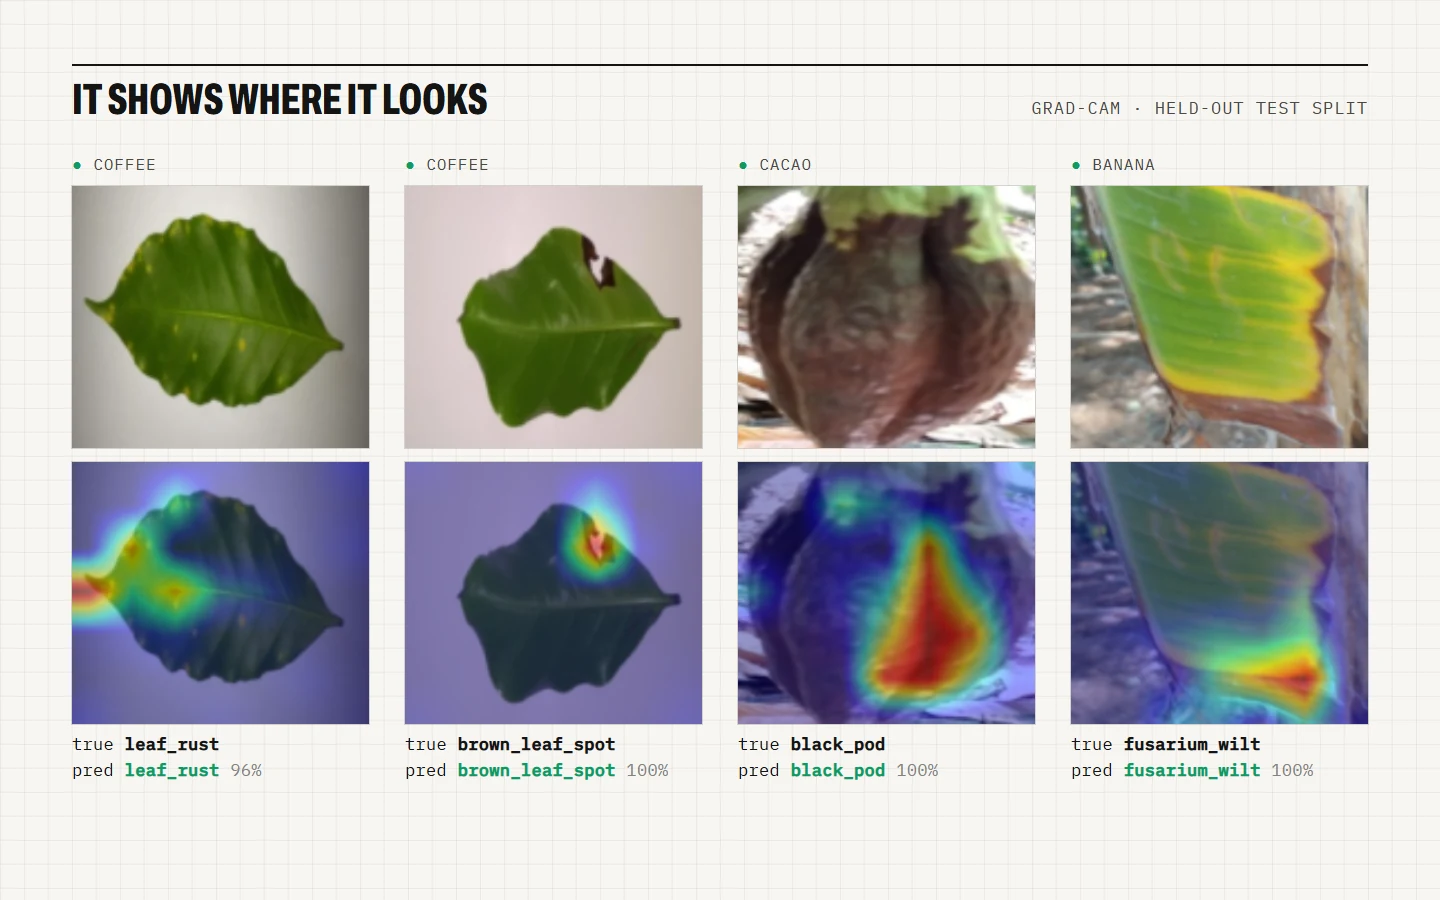 IT SHOWS WHERE IT LOOKS
GRAD-CAM · HELD-OUT TEST SPLIT
● COFFEE
● COFFEE
● CACAO
● BANANA
true leaf_rust
pred leaf_rust 96%
true brown_leaf_spot
pred brown_leaf_spot 100%
true black_pod
pred black_pod 100%
true fusarium_wilt
pred fusarium_wilt 100%